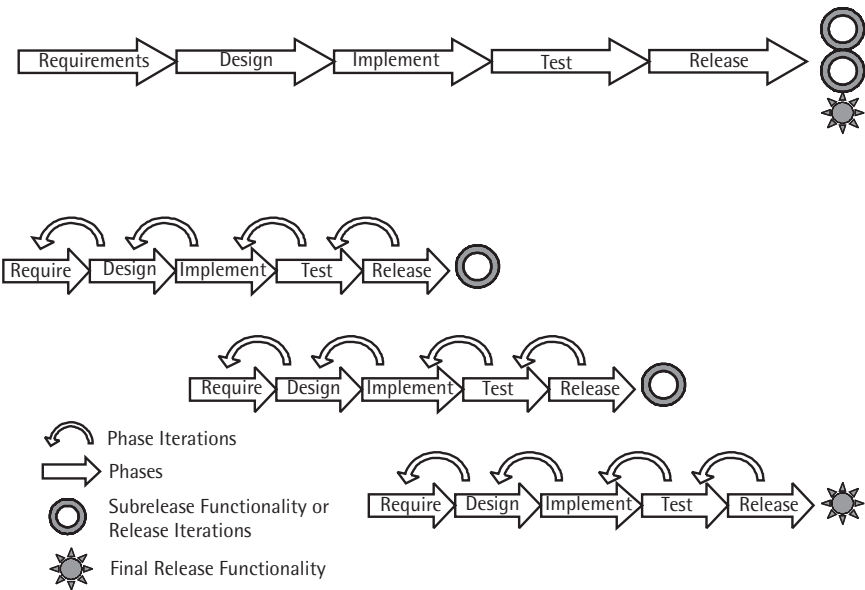 Requirements Design Implement Test Release
Require Design Implement Test Release
Require Design Implement Test Release
Phase Iterations
Phases
Subrelease Functionality or
Release Iterations
Final Release Functionality
Require Design Implement Test Release